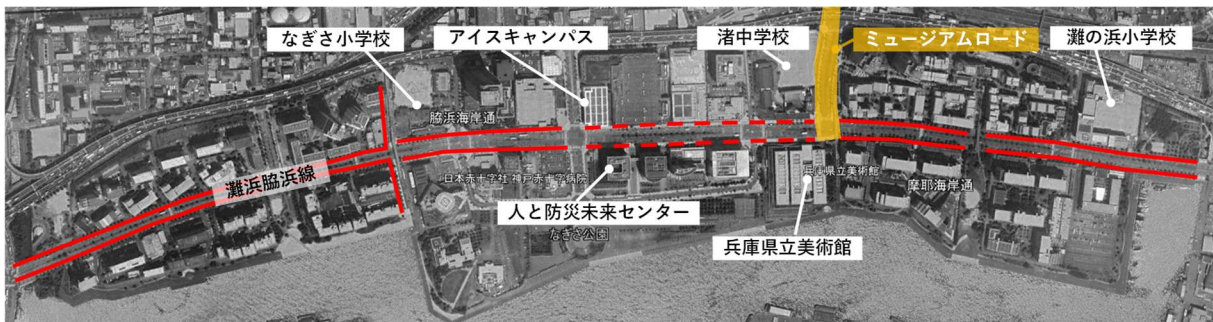 なぎさ小学校
アイスキャンパス
渚中学校
ミュージアムロード
灘の浜小学校
脇浜海岸通
灘浜脇浜線
日本赤十字社 神戸赤十字病院
兵庫県立美術館
摩耶海岸通
人と防災未来センター
なぎさ公園
兵庫県立美術館